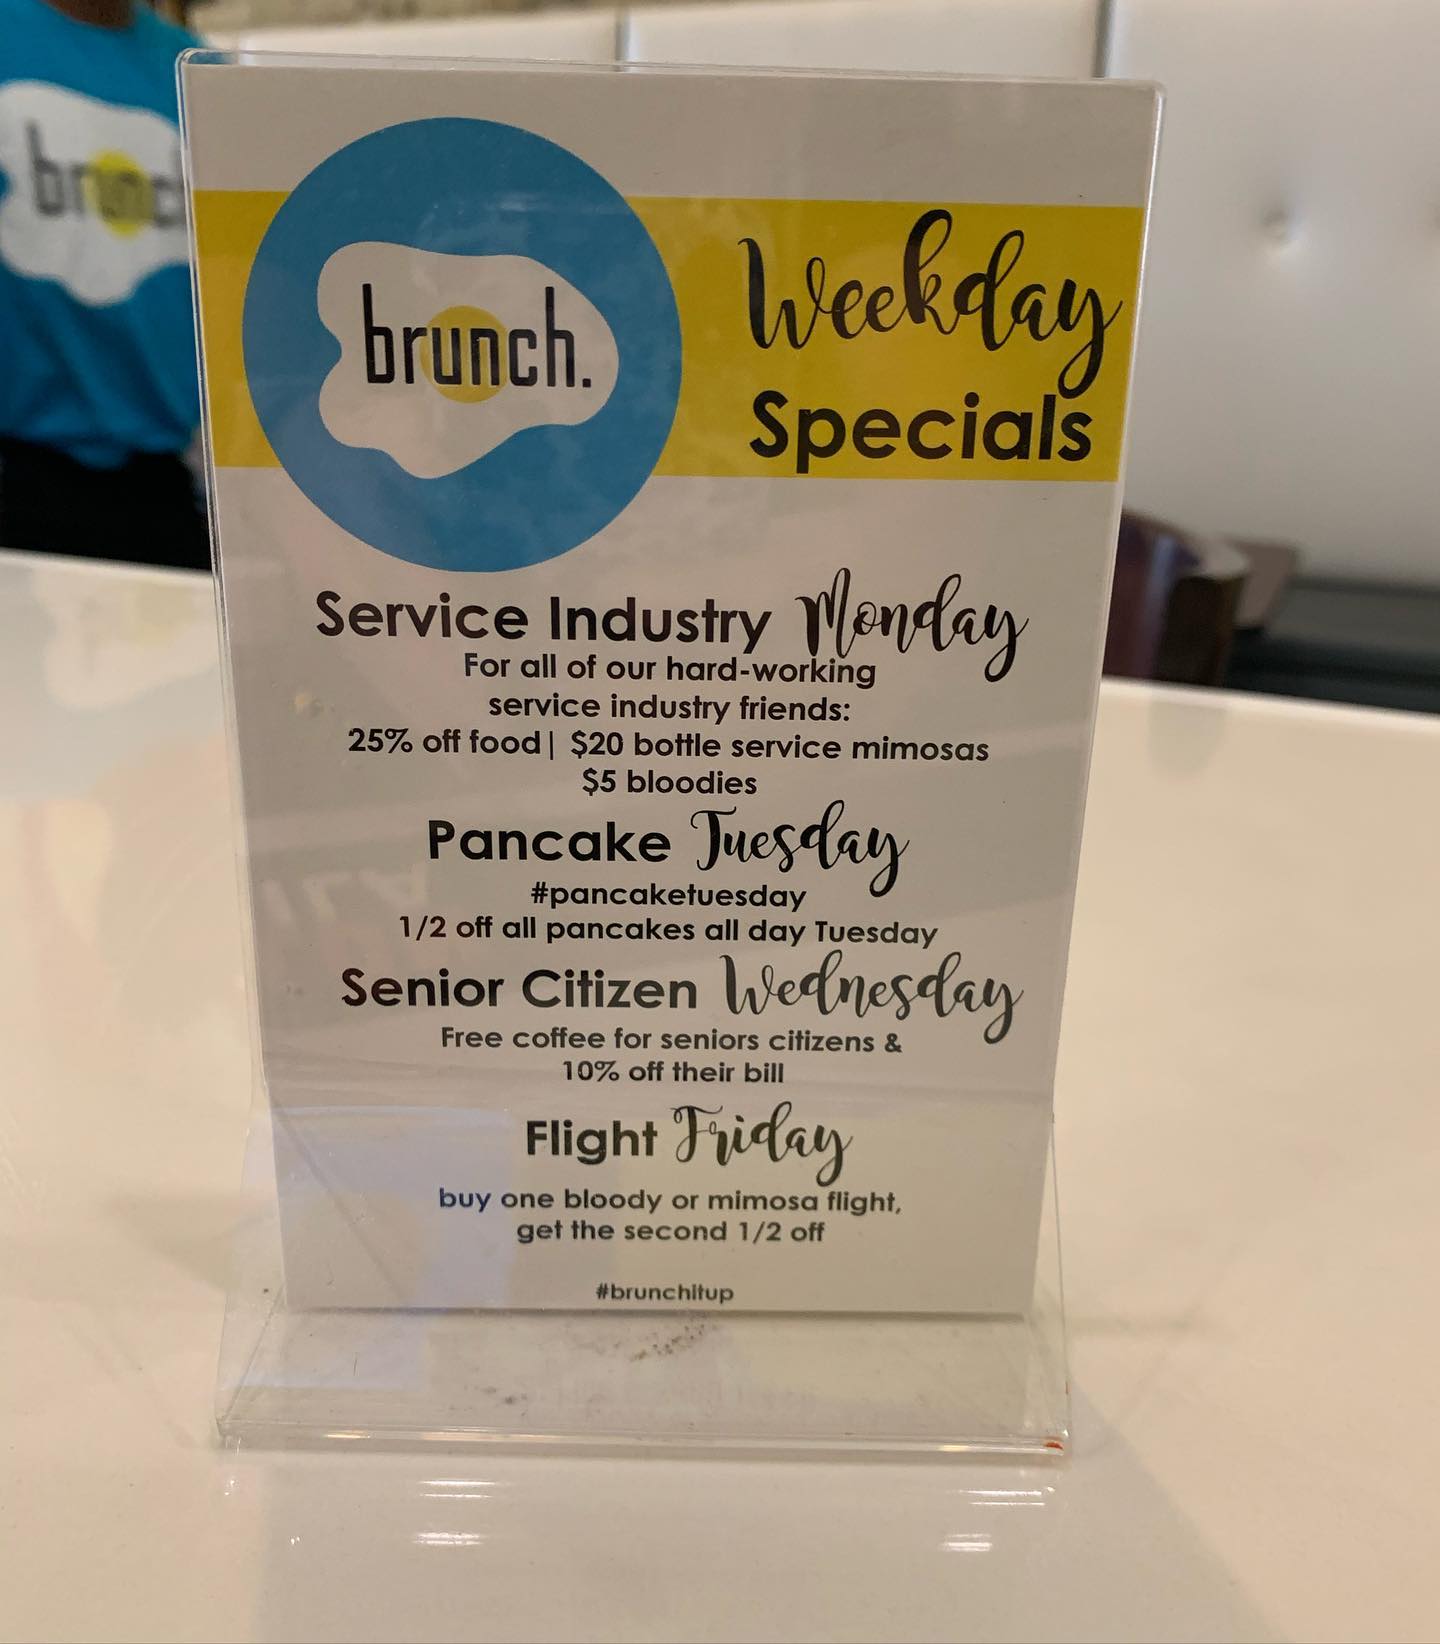 brunch
brunch.
Weekday
Specials
Service Industry Monday
For all of our hard-working
service industry friends:
25% off food| $20 bottle service mimosas
$5 bloodies
Pancake Tuesday
#pancaketuesday
1/2 off all pancakes all day Tuesday
Senior Citizen Wednesday
Free coffee for seniors citizens &
10% off their bill
Flight Friday
buy one bloody or mimosa flight,
get the second 1/2 off
#brunchitup